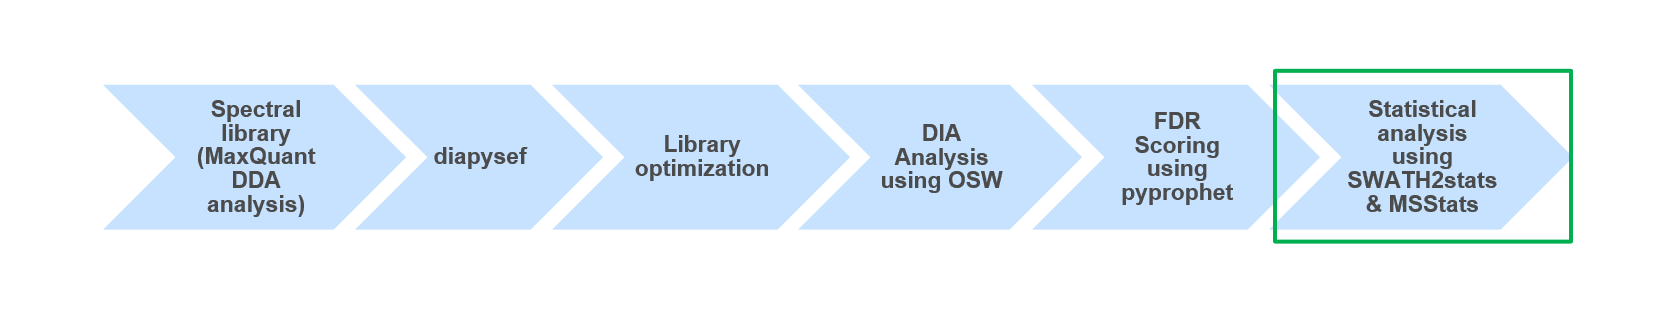 Spectral
library
(MaxQuant
DDA
analysis)
diapysef
Library
optimization
DIA
Analysis
using OSW
FDR
Scoring
using
pyprophet
Statistical
analysis
using
SWATH2stats
& MSStats